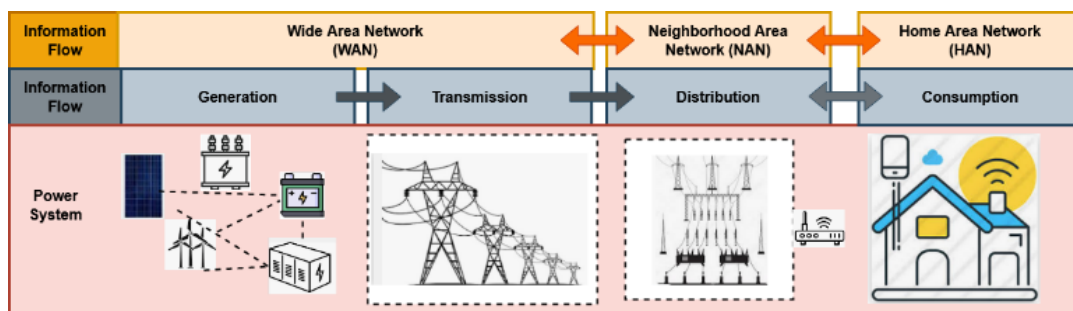 Information
Flow
Wide Area Network
(WAN)
Neighborhood Area
Network (NAN)
Home Area Network
(HAN)
Information
Flow
Generation
Transmission
Distribution
Consumption
Power
System